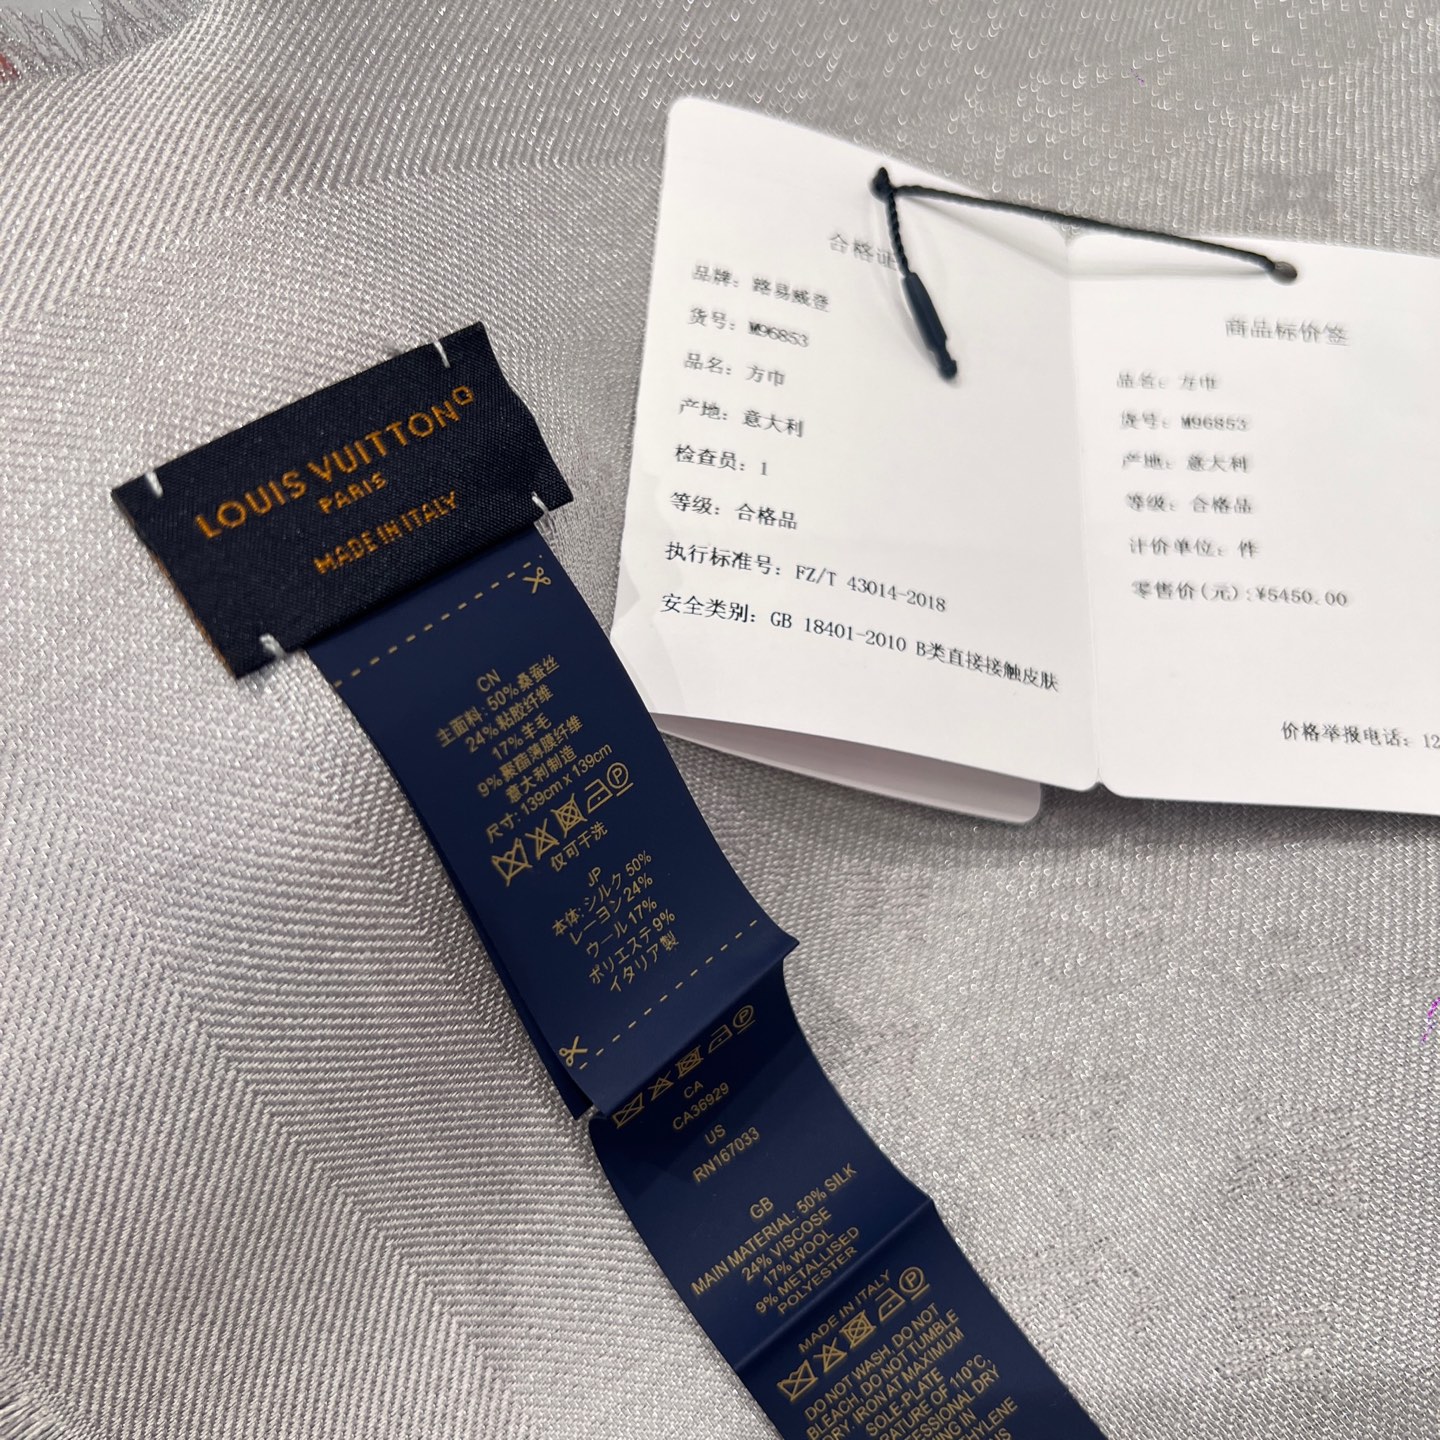 LOUIS VUITTON
PARIS
MADE IN ITALY
CN
主面料: 50%桑蚕丝
24%粘胶纤维
17%羊毛
9%聚酯薄膜纤维
意大利制造
尺寸: 139cm x 139cm
仅可干洗
JP
本体: シルク 50%
レーヨン 24%
ウール 17%
ポリエステ 9%
イタリア製
CA
CA36929
US
RN167033
GB
MAIN MATERIAL: 50% SILK
24% VISCOSE
17% WOOL
9% METALLISED
POLYESTER
MADE IN ITALY
DO NOT WASH, DO NOT
BLEACH, DO NOT TUMBLE
DRY, IRON AT MAXIMUM
SOLE-PLATE
RATURE OF 110°C,
ESSIONAL DRY
NING IN
HYLENE
合格证
品牌: 路易威登
货号: M96853
品名: 方巾
产地: 意大利
检查员: 1
等级: 合格品
执行标准号: FZ/T 43014-2018
安全类别: GB 18401-2010 B类直接接触皮肤
商品标价签
品名: 方巾
货号: M96853
产地: 意大利
等级: 合格品
计价单位: 件
零售价(元):¥5450.00
价格举报电话: 12